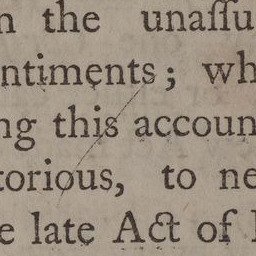 n the unaſſu
ntiments; wh
ng this accoun
torious, to ne
e late Act of